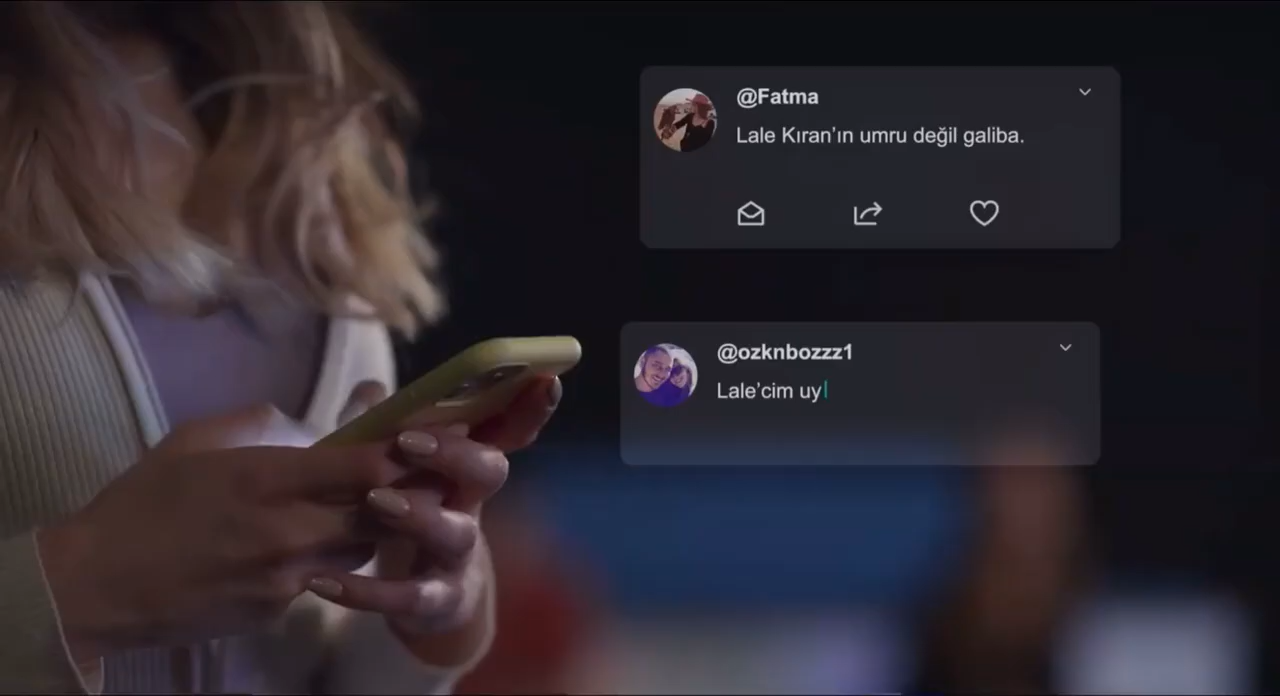 @Fatma
Lale Kıran’ın umru değil galiba.
@ozknbozzz1
Lale’cim uy